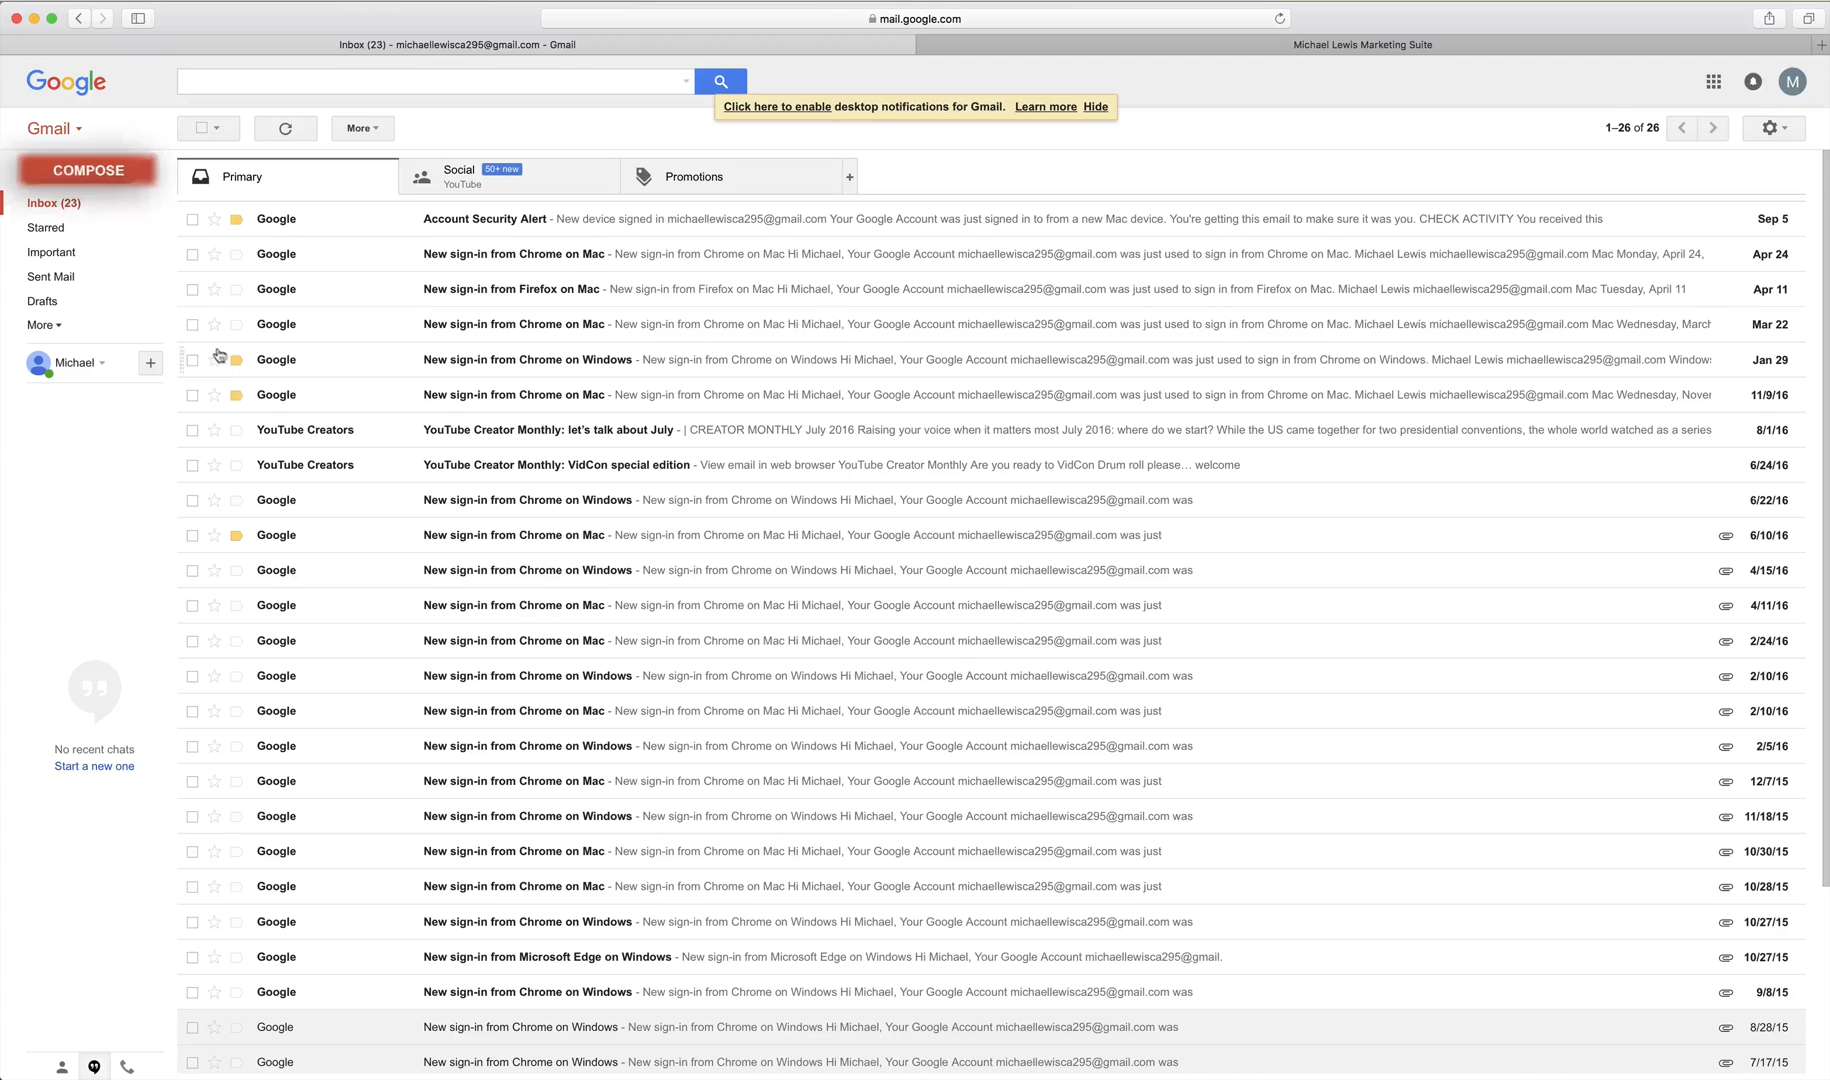 mail.google.com
Inbox (23) - michaellewisca295@gmail.com - Gmail
Michael Lewis Marketing Suite
Google
M
Click here to enable desktop notifications for Gmail. Learn more Hide
Gmail
More
1–26 of 26
COMPOSE
Primary
Social 50+ new
YouTube
Promotions
Inbox (23)
Starred
Important
Sent Mail
Drafts
More
Michael
No recent chats
Start a new one
Google Account Security Alert - New device signed in michaellewisca295@gmail.com Your Google Account was just signed in to from a new Mac device. You're getting this email to make sure it was you. CHECK ACTIVITY You received this Sep 5
Google New sign-in from Chrome on Mac - New sign-in from Chrome on Mac Hi Michael, Your Google Account michaellewisca295@gmail.com was just used to sign in from Chrome on Mac. Michael Lewis michaellewisca295@gmail.com Mac Monday, April 24, Apr 24
Google New sign-in from Firefox on Mac - New sign-in from Firefox on Mac Hi Michael, Your Google Account michaellewisca295@gmail.com was just used to sign in from Firefox on Mac. Michael Lewis michaellewisca295@gmail.com Mac Tuesday, April 11 Apr 11
Google New sign-in from Chrome on Mac - New sign-in from Chrome on Mac Hi Michael, Your Google Account michaellewisca295@gmail.com was just used to sign in from Chrome on Mac. Michael Lewis michaellewisca295@gmail.com Mac Wednesday, March Mar 22
Google New sign-in from Chrome on Windows - New sign-in from Chrome on Windows Hi Michael, Your Google Account michaellewisca295@gmail.com was just used to sign in from Chrome on Windows. Michael Lewis michaellewisca295@gmail.com Windows Jan 29
Google New sign-in from Chrome on Mac - New sign-in from Chrome on Mac Hi Michael, Your Google Account michaellewisca295@gmail.com was just used to sign in from Chrome on Mac. Michael Lewis michaellewisca295@gmail.com Mac Wednesday, Nover 11/9/16
YouTube Creators YouTube Creator Monthly: let's talk about July - | CREATOR MONTHLY July 2016 Raising your voice when it matters most July 2016: where do we start? While the US came together for two presidential conventions, the whole world watched as a series 8/1/16
YouTube Creators YouTube Creator Monthly: VidCon special edition - View email in web browser YouTube Creator Monthly Are you ready to VidCon Drum roll please… welcome 6/24/16
Google New sign-in from Chrome on Windows - New sign-in from Chrome on Windows Hi Michael, Your Google Account michaellewisca295@gmail.com was 6/22/16
Google New sign-in from Chrome on Mac - New sign-in from Chrome on Mac Hi Michael, Your Google Account michaellewisca295@gmail.com was just 6/10/16
Google New sign-in from Chrome on Windows - New sign-in from Chrome on Windows Hi Michael, Your Google Account michaellewisca295@gmail.com was 4/15/16
Google New sign-in from Chrome on Mac - New sign-in from Chrome on Mac Hi Michael, Your Google Account michaellewisca295@gmail.com was just 4/11/16
Google New sign-in from Chrome on Mac - New sign-in from Chrome on Mac Hi Michael, Your Google Account michaellewisca295@gmail.com was just 2/24/16
Google New sign-in from Chrome on Windows - New sign-in from Chrome on Windows Hi Michael, Your Google Account michaellewisca295@gmail.com was 2/10/16
Google New sign-in from Chrome on Mac - New sign-in from Chrome on Mac Hi Michael, Your Google Account michaellewisca295@gmail.com was just 2/10/16
Google New sign-in from Chrome on Windows - New sign-in from Chrome on Windows Hi Michael, Your Google Account michaellewisca295@gmail.com was 2/5/16
Google New sign-in from Chrome on Mac - New sign-in from Chrome on Mac Hi Michael, Your Google Account michaellewisca295@gmail.com was just 12/7/15
Google New sign-in from Chrome on Windows - New sign-in from Chrome on Windows Hi Michael, Your Google Account michaellewisca295@gmail.com was 11/18/15
Google New sign-in from Chrome on Mac - New sign-in from Chrome on Mac Hi Michael, Your Google Account michaellewisca295@gmail.com was just 10/30/15
Google New sign-in from Chrome on Mac - New sign-in from Chrome on Mac Hi Michael, Your Google Account michaellewisca295@gmail.com was just 10/28/15
Google New sign-in from Chrome on Windows - New sign-in from Chrome on Windows Hi Michael, Your Google Account michaellewisca295@gmail.com was 10/27/15
Google New sign-in from Microsoft Edge on Windows - New sign-in from Microsoft Edge on Windows Hi Michael, Your Google Account michaellewisca295@gmail. 10/27/15
Google New sign-in from Chrome on Windows - New sign-in from Chrome on Windows Hi Michael, Your Google Account michaellewisca295@gmail.com was 9/8/15
Google New sign-in from Chrome on Windows - New sign-in from Chrome on Windows Hi Michael, Your Google Account michaellewisca295@gmail.com was 8/28/15
Google New sign-in from Chrome on Windows - New sign-in from Chrome on Windows Hi Michael, Your Google Account michaellewisca295@gmail.com was 7/17/15